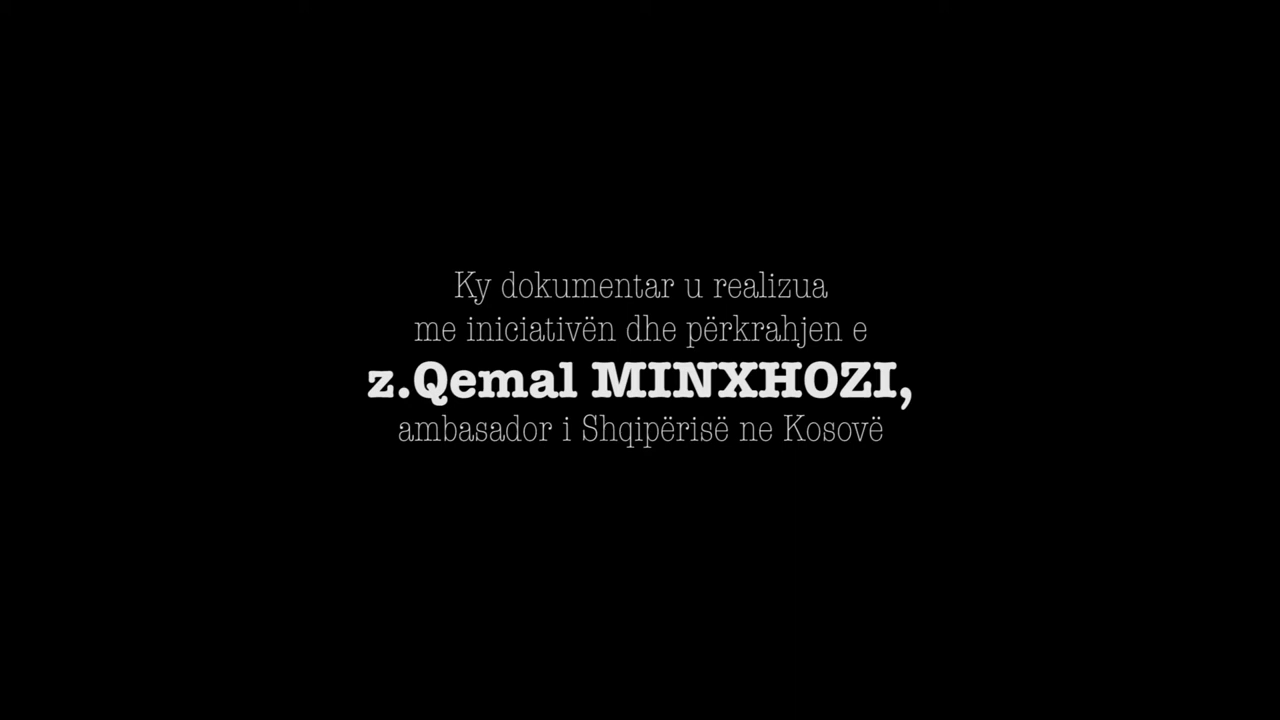 Ky dokumentar u realizua
me iniciativën dhe përkrahjen e
z.Qemal MINXHOZI,
ambasador i Shqipërisë ne Kosovë